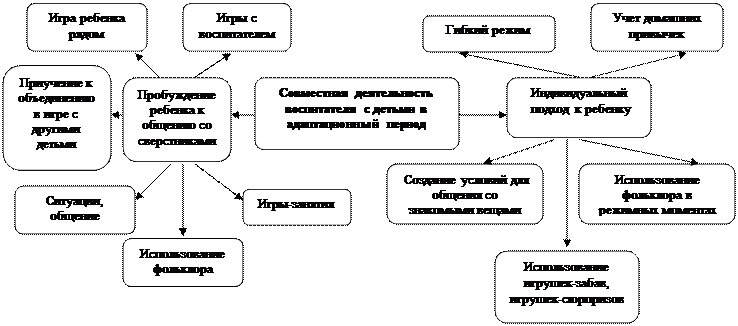 Игра ребенка
рядом
Игры с
воспитателем
Гибкий режим
Учет домашних
привычек
Приучение к
объединению
в игре с
другими
детьми
Пробуждение
ребенка к
общению со
сверстниками
Совместная деятельность
воспитателя с детьми в
адаптационный период
Индивидуальный
подход к ребенку
Ситуации,
общение
Игры-занятия
Создание условий для
общения со
знакомыми вещами
Использование
фольклора в
режимных моментах
Использование
фольклора
Использование
игрушек-забав,
игрушек-сюрпризов